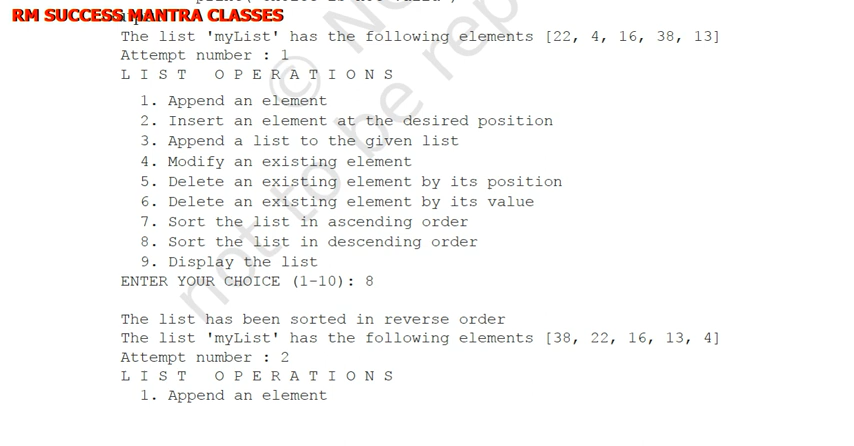 RM SUCCESS MANTRA CLASSES
The list 'myList' has the following elements [22, 4, 16, 38, 13]
Attempt number : 1
L I S T   O P E R A T I O N S
1. Append an element
2. Insert an element at the desired position
3. Append a list to the given list
4. Modify an existing element
5. Delete an existing element by its position
6. Delete an existing element by its value
7. Sort the list in ascending order
8. Sort the list in descending order
9. Display the list
ENTER YOUR CHOICE (1-10): 8
The list has been sorted in reverse order
The list 'myList' has the following elements [38, 22, 16, 13, 4]
Attempt number : 2
L I S T   O P E R A T I O N S
1. Append an element
© N
not to be rep